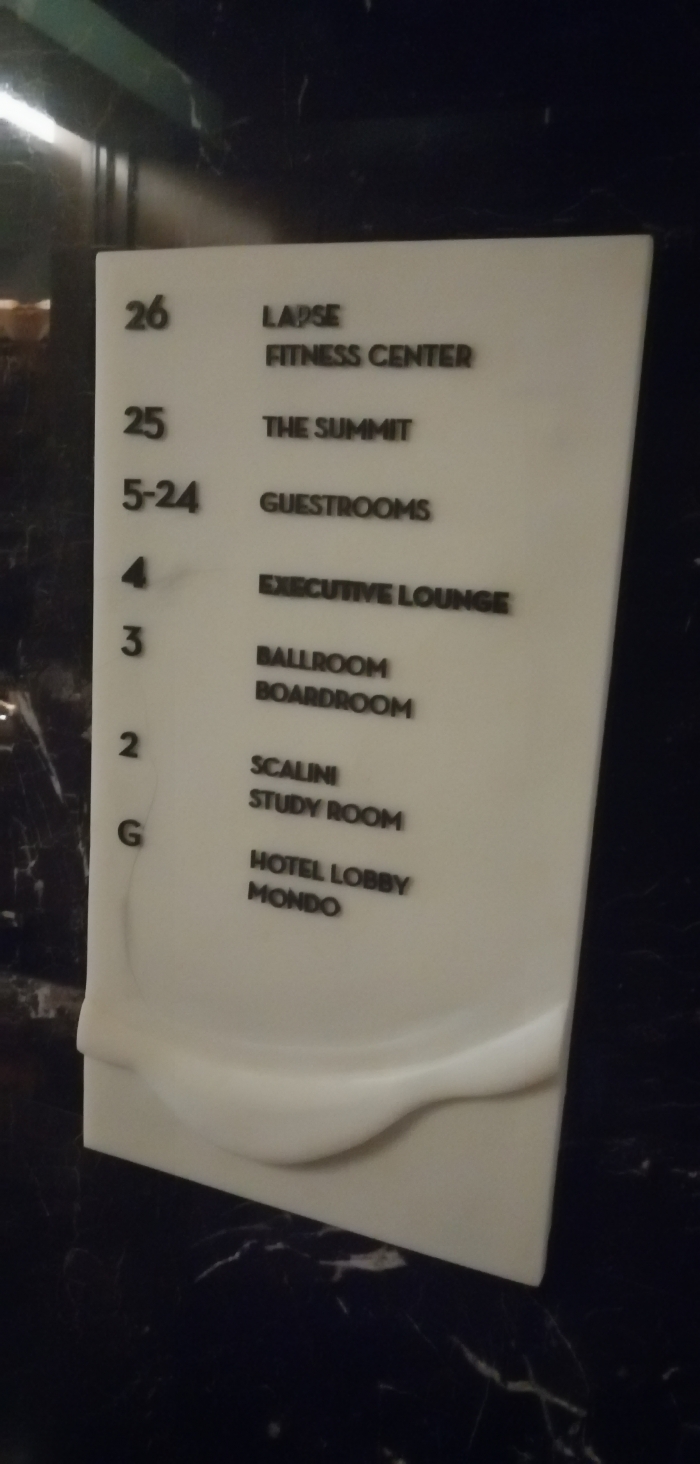 26 LAPSE
FITNESS CENTER
25 THE SUMMIT
5-24 GUESTROOMS
4 EXECUTIVE LOUNGE
3 BALLROOM
BOARDROOM
2 SCALINI
STUDY ROOM
G HOTEL LOBBY
MONDO